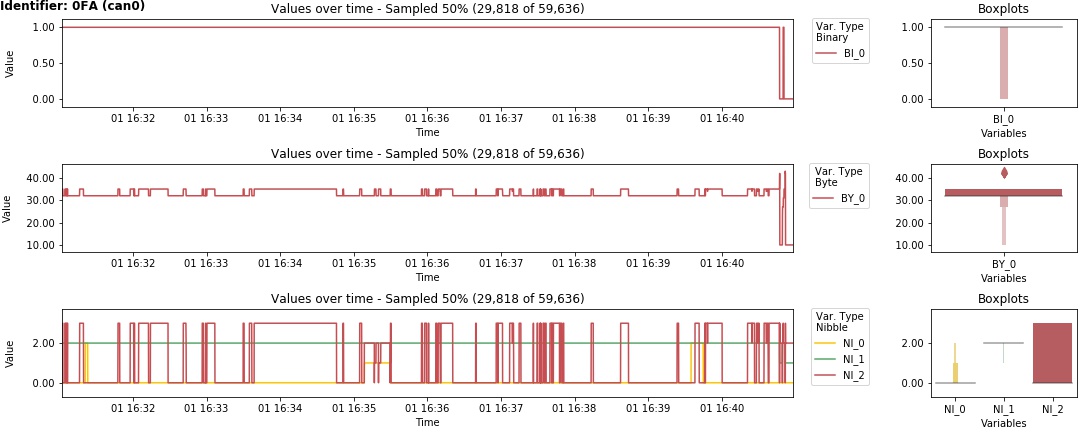 Identifier: 0FA (can0)
Values over time - Sampled 50% (29,818 of 59,636)
Boxplots
Value
1.00
0.50
0.00
01 16:32 01 16:33 01 16:34 01 16:35 01 16:36 01 16:37 01 16:38 01 16:39 01 16:40
Time
Var. Type
Binary
BI_0
1.00
0.50
0.00
BI_0
Variables
Values over time - Sampled 50% (29,818 of 59,636)
Boxplots
Value
40.00
30.00
20.00
10.00
01 16:32 01 16:33 01 16:34 01 16:35 01 16:36 01 16:37 01 16:38 01 16:39 01 16:40
Time
Var. Type
Byte
BY_0
40.00
30.00
20.00
10.00
BY_0
Variables
Values over time - Sampled 50% (29,818 of 59,636)
Boxplots
Value
2.00
0.00
01 16:32 01 16:33 01 16:34 01 16:35 01 16:36 01 16:37 01 16:38 01 16:39 01 16:40
Time
Var. Type
Nibble
NI_0
NI_1
NI_2
2.00
0.00
NI_0 NI_1 NI_2
Variables